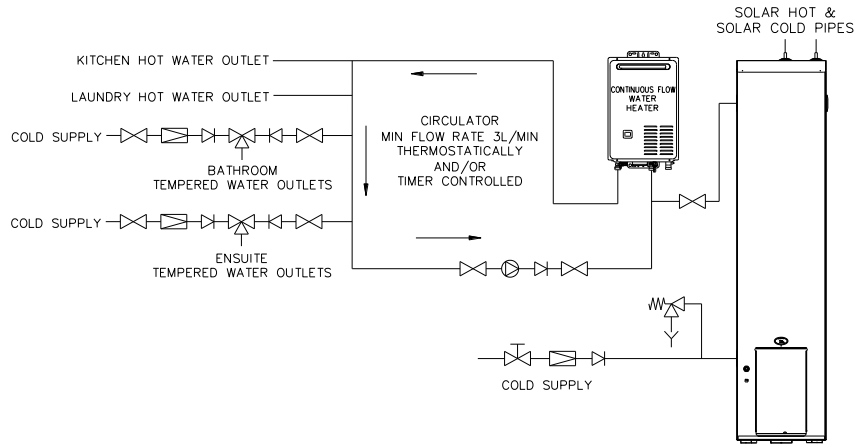 SOLAR HOT &
SOLAR COLD PIPES
KITCHEN HOT WATER OUTLET
LAUNDRY HOT WATER OUTLET
CONTINUOUS FLOW
WATER
HEATER
CIRCULATOR
MIN FLOW RATE 3L/MIN
THERMOSTATICALLY
AND/OR
TIMER CONTROLLED
COLD SUPPLY
BATHROOM
TEMPERED WATER OUTLETS
COLD SUPPLY
ENSUITE
TEMPERED WATER OUTLETS
COLD SUPPLY